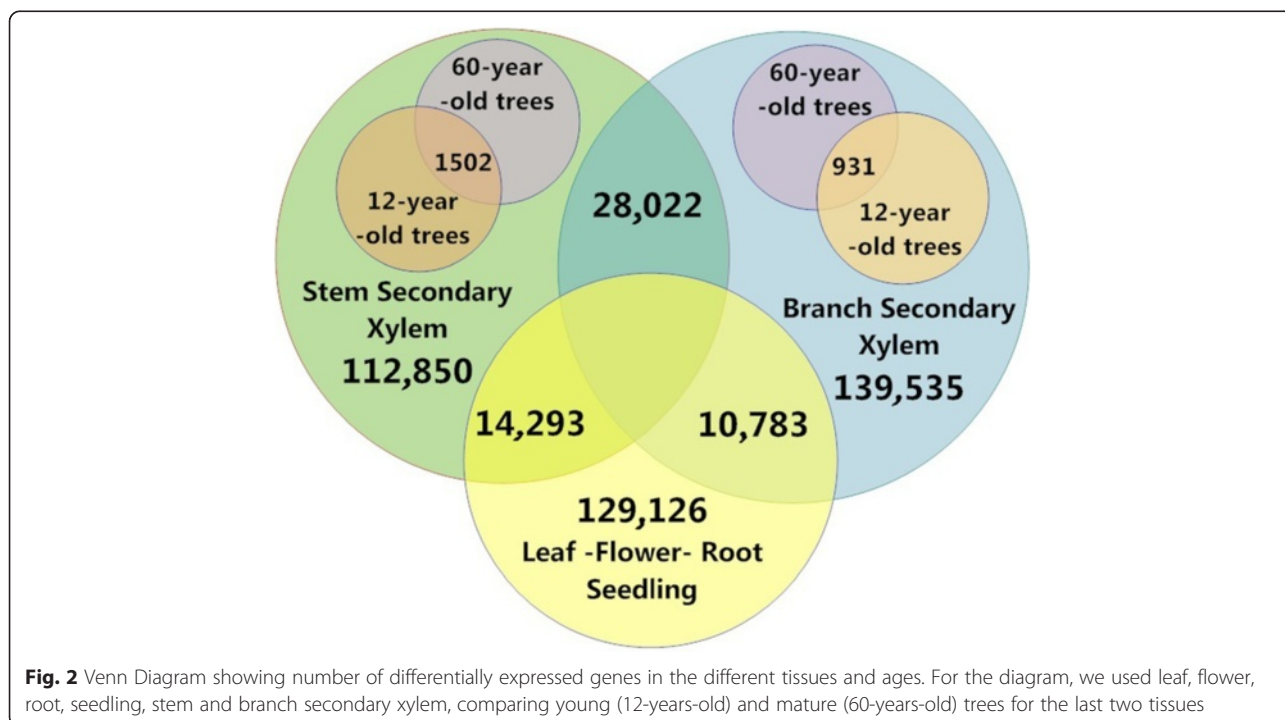 60-year
-old trees
1502
12-year
-old trees
Stem Secondary
Xylem
112,850
28,022
60-year
-old trees
931
12-year
-old trees
Branch Secondary
Xylem
139,535
14,293
10,783
129,126
Leaf -Flower- Root
Seedling
Fig. 2 Venn Diagram showing number of differentially expressed genes in the different tissues and ages. For the diagram, we used leaf, flower,
root, seedling, stem and branch secondary xylem, comparing young (12-years-old) and mature (60-years-old) trees for the last two tissues